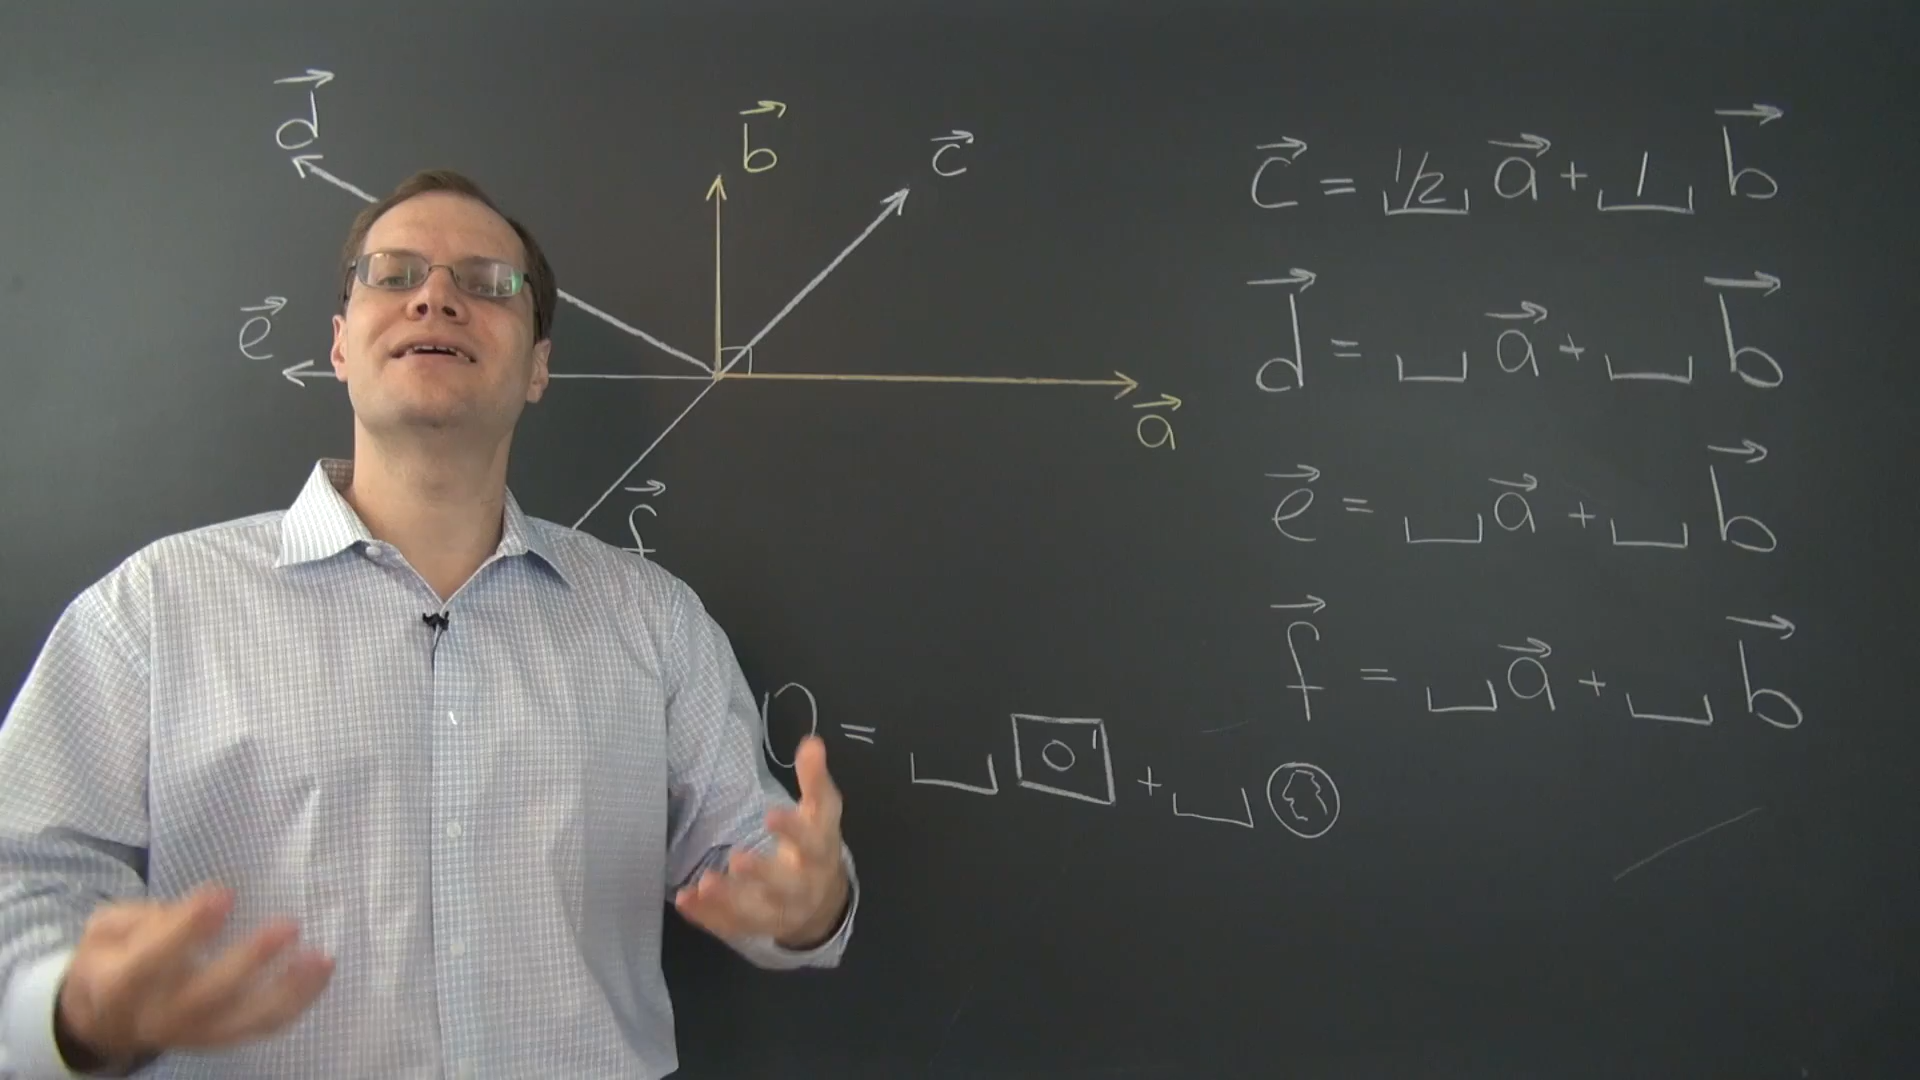 d⃗
b⃗
c⃗
e⃗
a⃗
f⃗
c⃗ = 1/2 a⃗ + 1 b⃗
d⃗ = ⎵ a⃗ + ⎵ b⃗
e⃗ = ⎵ a⃗ + ⎵ b⃗
f⃗ = ⎵ a⃗ + ⎵ b⃗
0 = ⎵ + ⎵